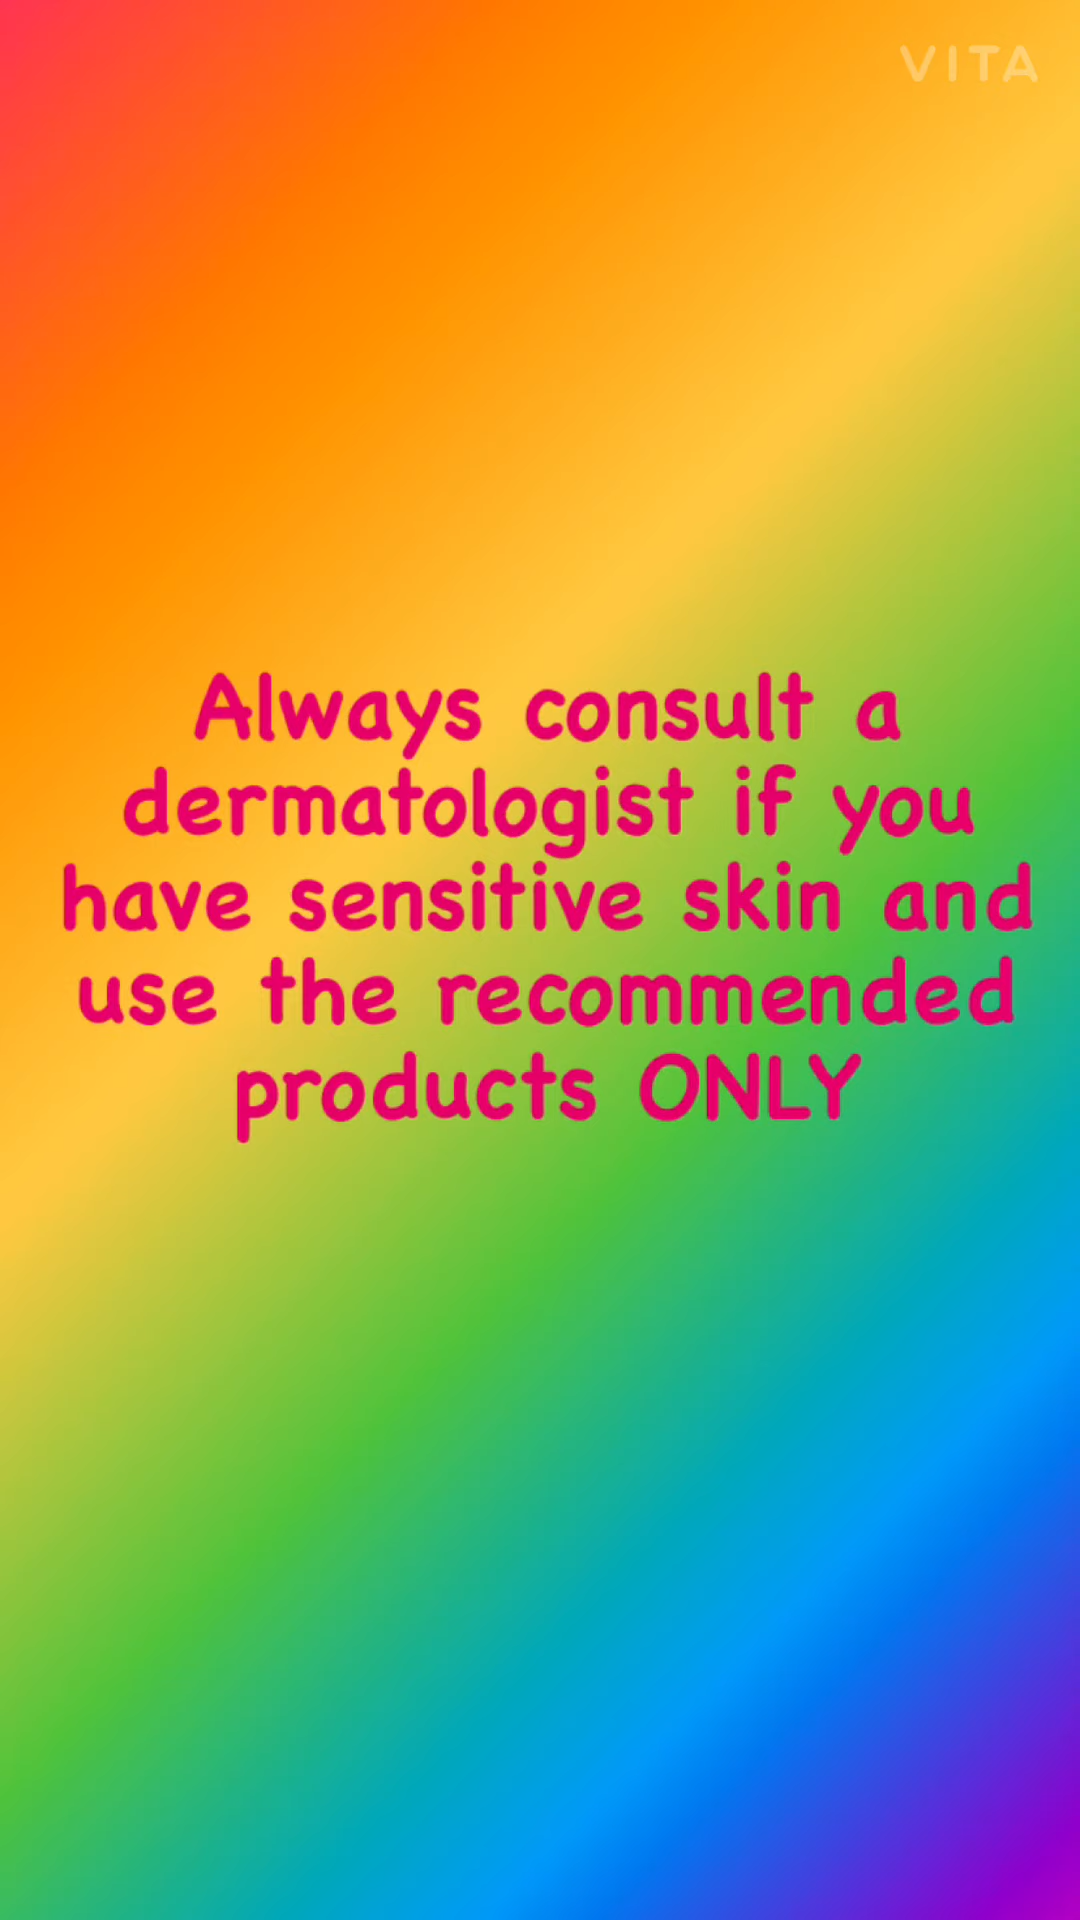 VITA
Always consult a
dermatologist if you
have sensitive skin and
use the recommended
products ONLY